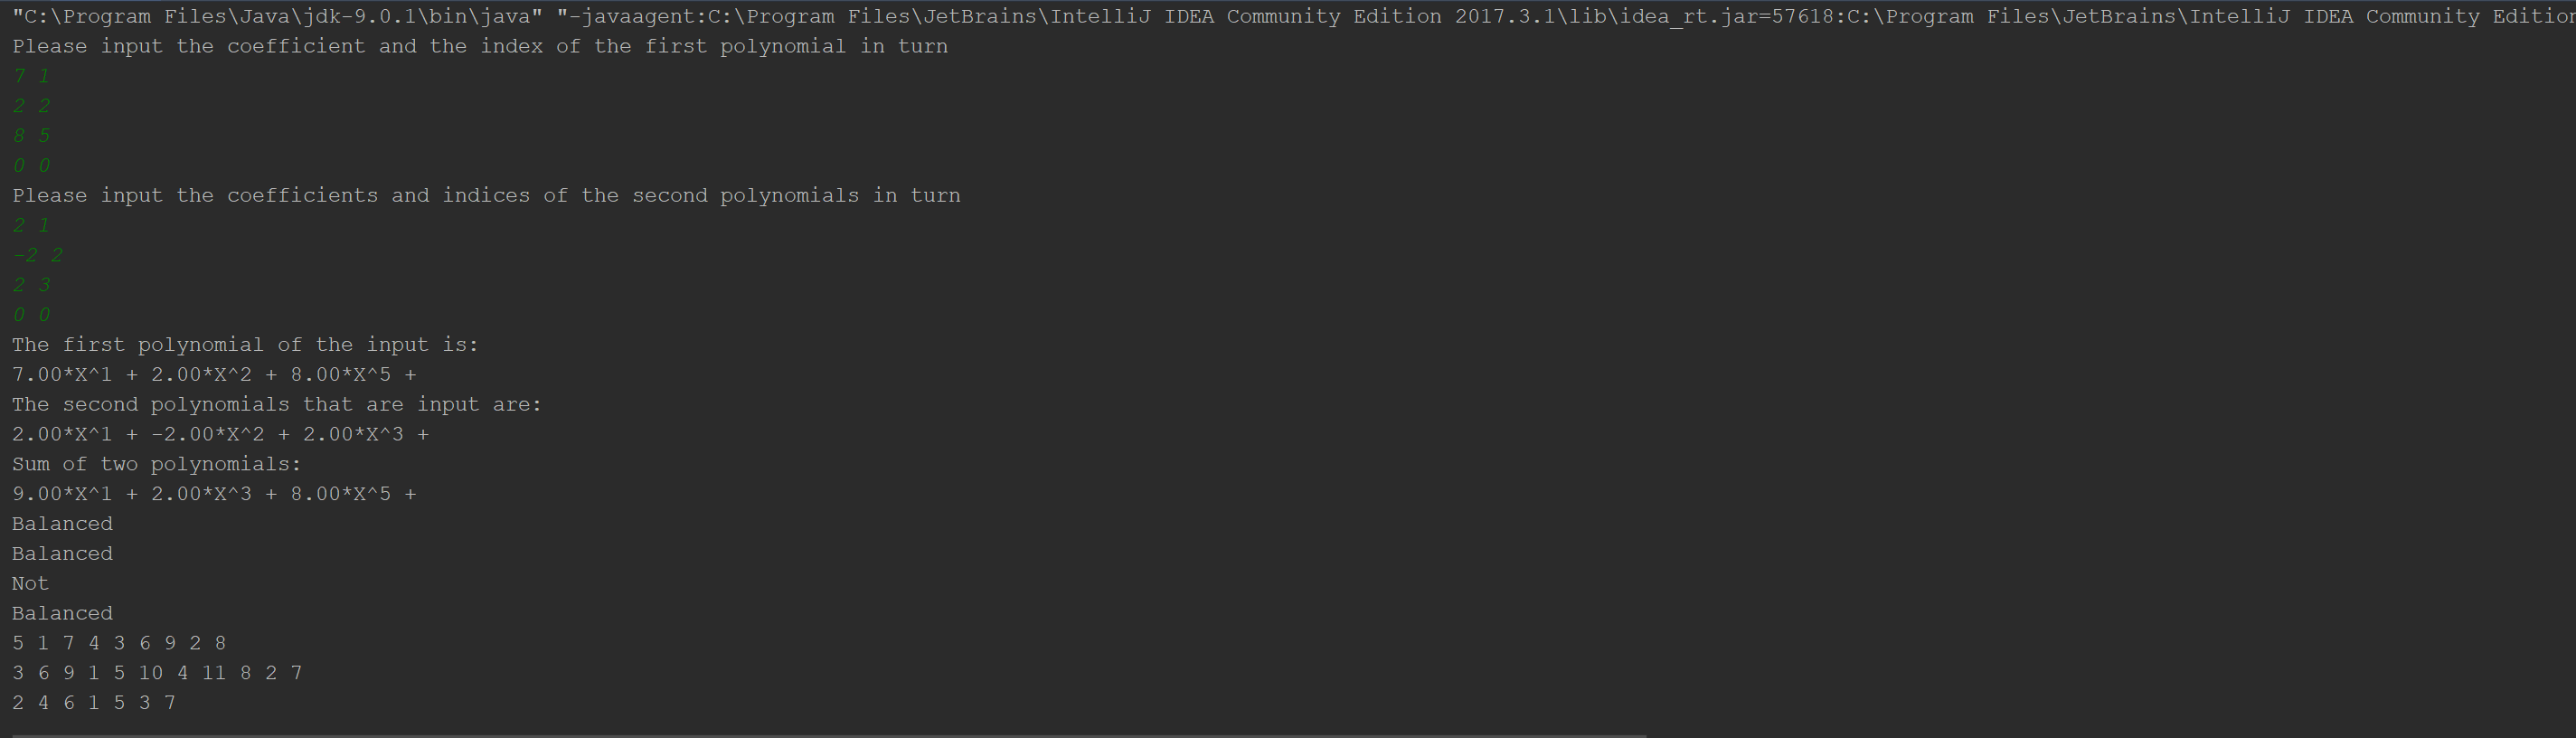 "C:\Program Files\Java\jdk-9.0.1\bin\java" "-javaagent:C:\Program Files\JetBrains\IntelliJ IDEA Community Edition 2017.3.1\lib\idea_rt.jar=57618:C:\Program Files\JetBrains\IntelliJ IDEA Community Edition
Please input the coefficient and the index of the first polynomial in turn
7 1
2 2
8 5
0 0
Please input the coefficients and indices of the second polynomials in turn
2 1
-2 2
2 3
0 0
The first polynomial of the input is:
7.00*X^1 + 2.00*X^2 + 8.00*X^5 +
The second polynomials that are input are:
2.00*X^1 + -2.00*X^2 + 2.00*X^3 +
Sum of two polynomials:
9.00*X^1 + 2.00*X^3 + 8.00*X^5 +
Balanced
Balanced
Not
Balanced
5 1 7 4 3 6 9 2 8
3 6 9 1 5 10 4 11 8 2 7
2 4 6 1 5 3 7